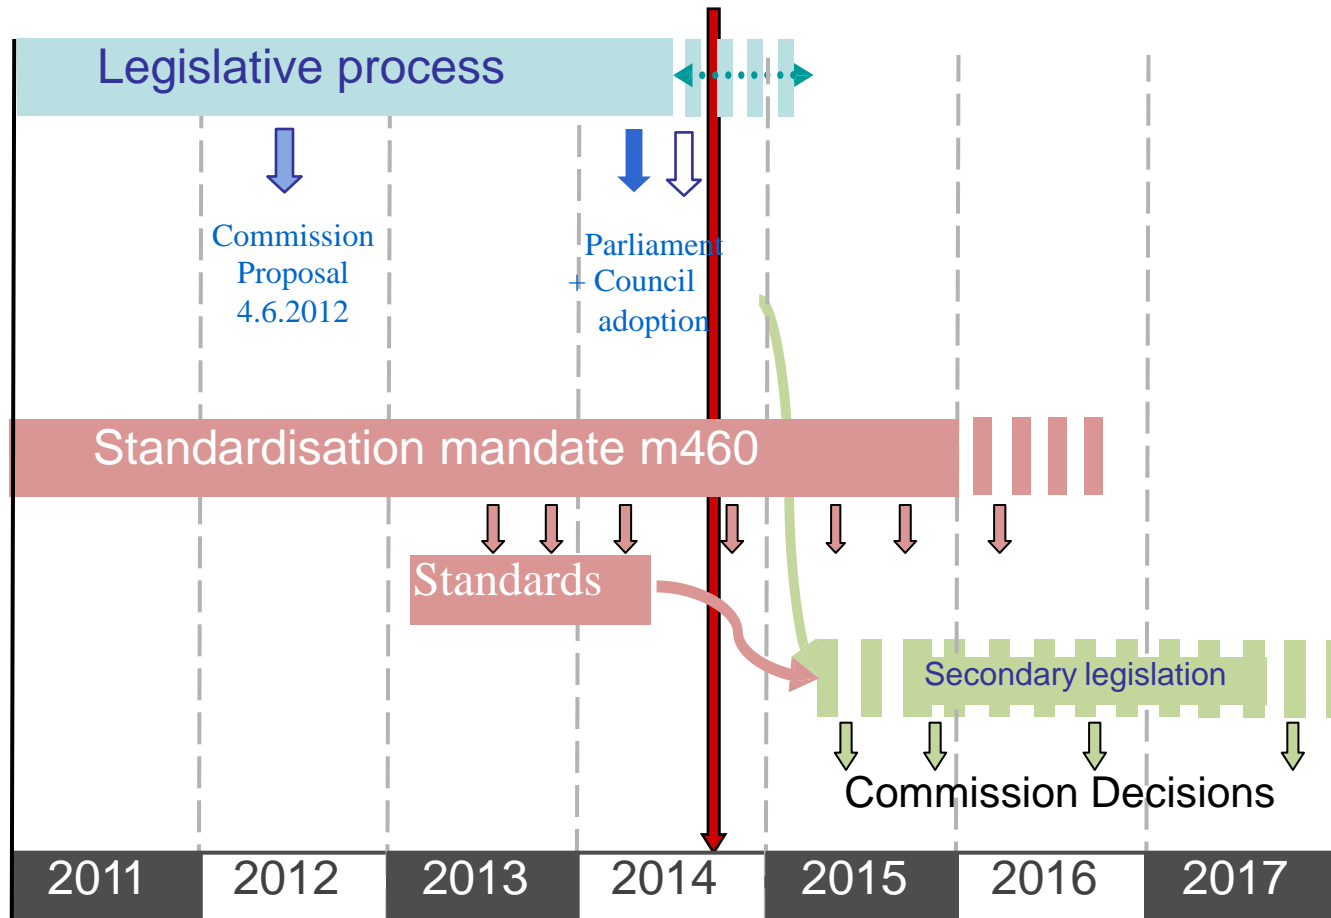 Legislative process
Commission
Proposal
4.6.2012
Parliament
+ Council
adoption
Standardisation mandate m460
Standards
Secondary legislation
Commission Decisions
2011
2012
2013
2014
2015
2016
2017